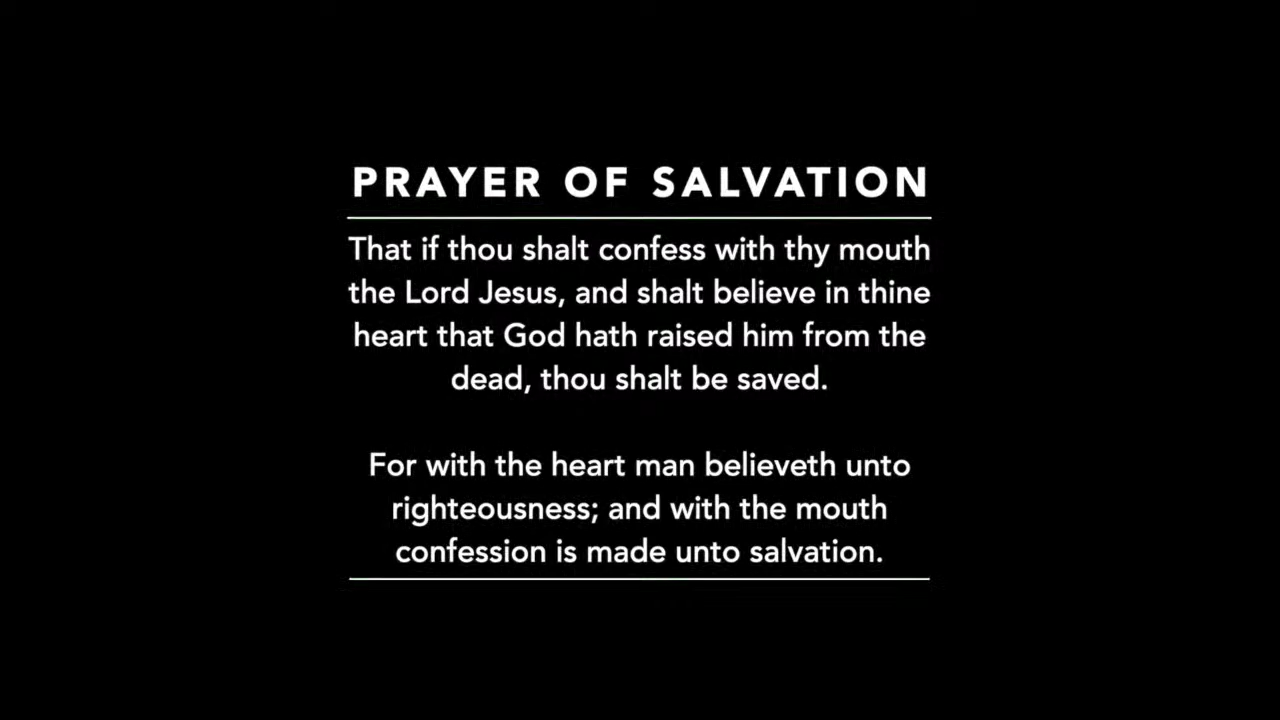 PRAYER OF SALVATION
That if thou shalt confess with thy mouth
the Lord Jesus, and shalt believe in thine
heart that God hath raised him from the
dead, thou shalt be saved.
For with the heart man believeth unto
righteousness; and with the mouth
confession is made unto salvation.